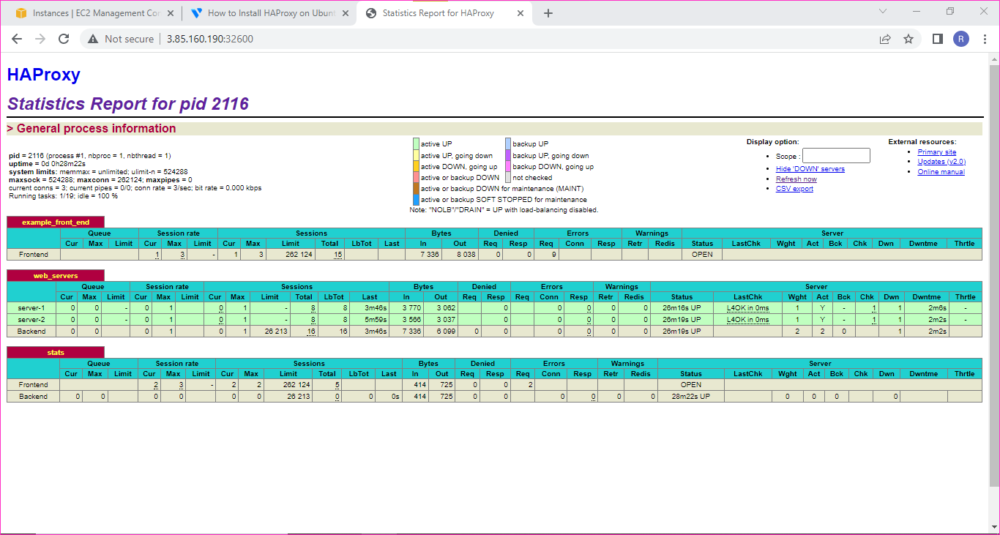 Instances | EC2 Management Con
How to Install HAProxy on Ubunt
Statistics Report for HAProxy
Not secure | 3.85.160.190:32600
R
HAProxy
Statistics Report for pid 2116
> General process information
pid = 2116 (process #1, nbproc = 1, nbthread = 1)
uptime = 0d 0h28m22s
system limits: memmax = unlimited; ulimit-n = 524288
maxsock = 524288; maxconn = 262124; maxpipes = 0
current conns = 3; current pipes = 0/0; conn rate = 3/sec; bit rate = 0.000 kbps
Running tasks: 1/19; idle = 100 %
active UP backup UP
active UP, going down backup UP, going down
active DOWN, going up backup DOWN, going up
active or backup DOWN not checked
active or backup DOWN for maintenance (MAINT)
active or backup SOFT STOPPED for maintenance
Note: "NOLB"/"DRAIN" = UP with load-balancing disabled.
Display option:
• Scope :
• Hide 'DOWN' servers
• Refresh now
• CSV export
External resources:
• Primary site
• Updates (v2.0)
• Online manual
example_front_end
Queue Session rate Sessions Bytes Denied Errors Warnings Server
Cur Max Limit Cur Max Limit Cur Max Limit Total LbTot Last In Out Req Resp Req Conn Resp Retr Redis Status LastChk Wght Act Bck Chk Dwn Dwntme Thrtle
Frontend 1 3 - 1 3 262 124 15 7 336 8 038 0 0 9 OPEN
web_servers
Queue Session rate Sessions Bytes Denied Errors Warnings Server
Cur Max Limit Cur Max Limit Cur Max Limit Total LbTot Last In Out Req Resp Req Conn Resp Retr Redis Status LastChk Wght Act Bck Chk Dwn Dwntme Thrtle
server-1 0 0 - 0 1 0 1 - 8 8 3m46s 3 770 3 062 0 0 0 0 0 26m16s UP L4OK in 0ms 1 Y - 1 1 2m6s -
server-2 0 0 - 0 1 0 1 - 8 8 5m59s 3 566 3 037 0 0 0 0 0 26m19s UP L4OK in 0ms 1 Y - 1 1 2m2s -
Backend 0 0 0 1 0 1 26 213 16 16 3m46s 7 336 6 099 0 0 0 0 0 0 26m19s UP 2 2 0 1 2m2s
stats
Queue Session rate Sessions Bytes Denied Errors Warnings Server
Cur Max Limit Cur Max Limit Cur Max Limit Total LbTot Last In Out Req Resp Req Conn Resp Retr Redis Status LastChk Wght Act Bck Chk Dwn Dwntme Thrtle
Frontend 2 3 - 2 2 262 124 5 414 725 0 0 2 OPEN
Backend 0 0 0 0 0 0 26 213 0 0 0s 414 725 0 0 0 0 0 0 28m22s UP 0 0 0 0